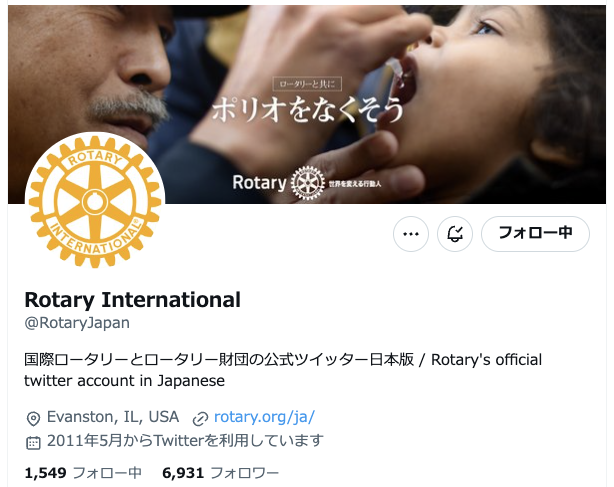 ロータリーと共に
ポリオをなくそう
Rotary 世界を変える行動人
ROTARY
INTERNATIONAL
フォロー中
Rotary International
@RotaryJapan
国際ロータリーとロータリー財団の公式ツイッター日本版 / Rotary's official
twitter account in Japanese
Evanston, IL, USA rotary.org/ja/
2011年5月からTwitterを利用しています
1,549 フォロー中 6,931 フォロワー